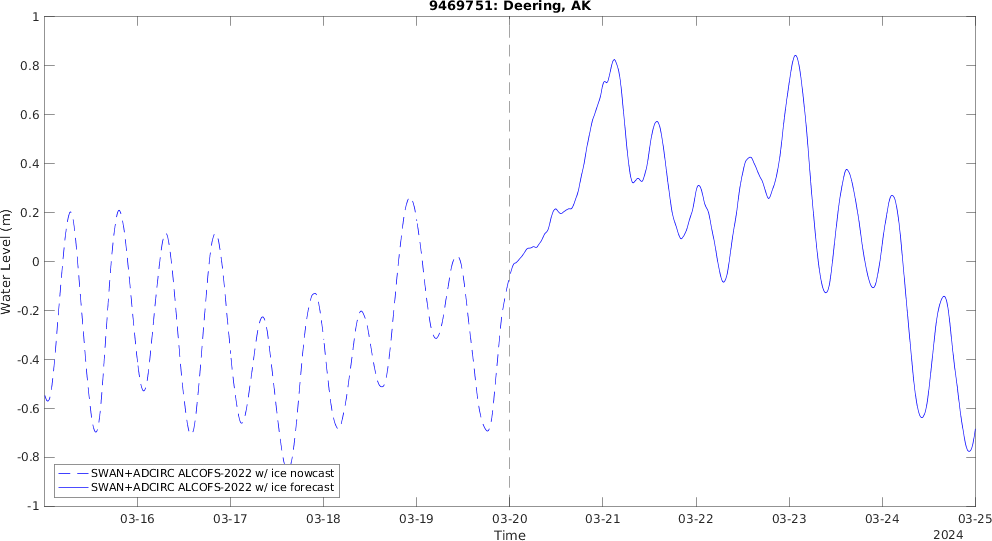 9469751: Deering, AK
Water Level (m)
1
0.8
0.6
0.4
0.2
0
-0.2
-0.4
-0.6
-0.8
-1
SWAN+ADCIRC ALCOFS-2022 w/ ice nowcast
SWAN+ADCIRC ALCOFS-2022 w/ ice forecast
03-16 03-17 03-18 03-19 03-20 03-21 03-22 03-23 03-24 03-25
Time
2024